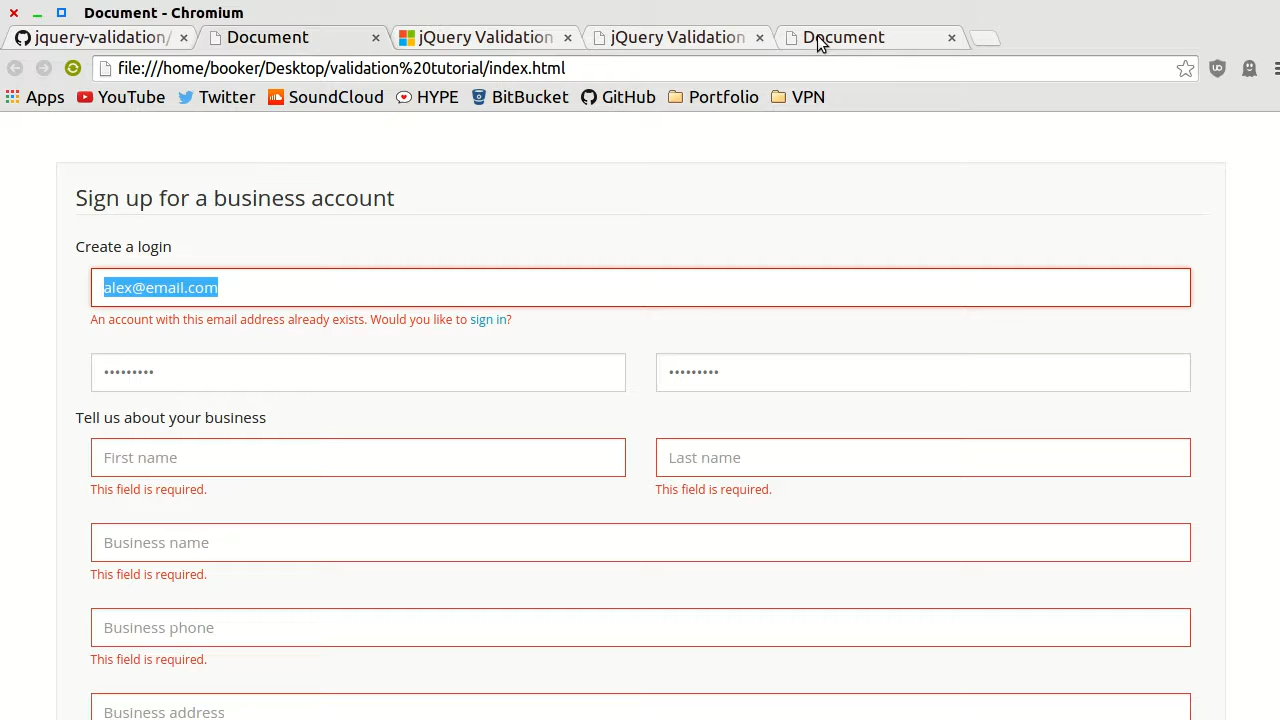 Document - Chromium
jquery-validation/ Document jQuery Validation jQuery Validation Document
file:///home/booker/Desktop/validation%20tutorial/index.html
Apps YouTube Twitter SoundCloud HYPE BitBucket GitHub Portfolio VPN
Sign up for a business account
Create a login
alex@email.com
An account with this email address already exists. Would you like to sign in?
••••••••• •••••••••
Tell us about your business
First name Last name
This field is required. This field is required.
Business name
This field is required.
Business phone
This field is required.
Business address